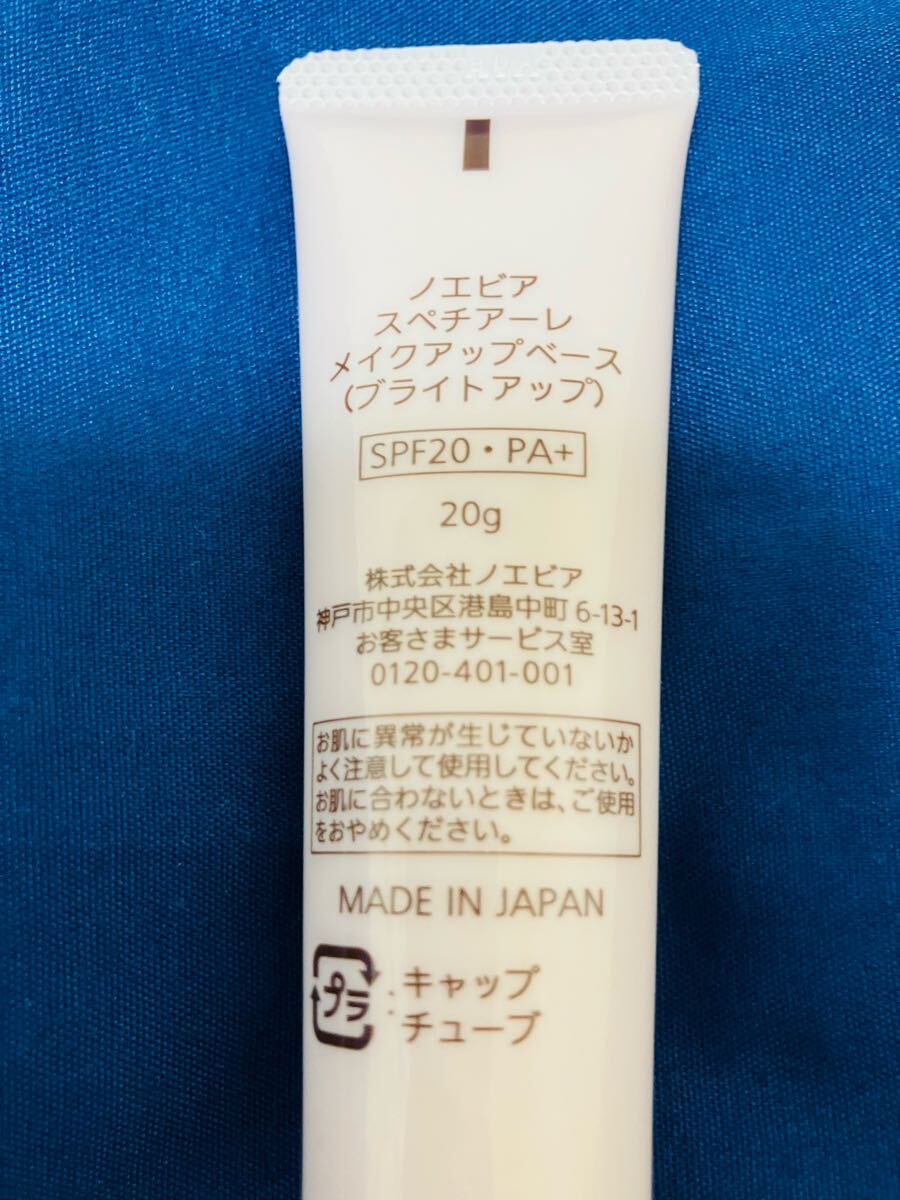 ノエビア
スペチアーレ
メイクアップベース
(ブライトアップ)
SPF20・PA+
20g
株式会社ノエビア
神戸市中央区港島中町6-13-1
お客さまサービス室
0120-401-001
お肌に異常が生じていないか
よく注意して使用してください。
お肌に合わないときは、ご使用
をおやめください。
MADE IN JAPAN
プラ : キャップ
チューブ